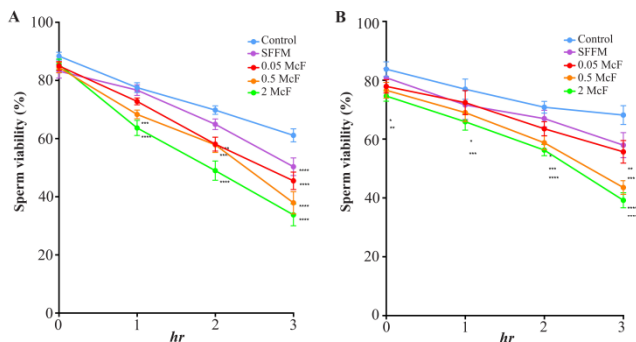 A
100
80
60
40
20
0
Sperm viability (%)
Control
SFFM
0.05 McF
0.5 McF
2 McF
***
****
****
***
****
****
****
****
****
0
1
2
3
hr
B
100
80
60
40
20
0
Sperm viability (%)
Control
SFFM
0.05 McF
0.5 McF
2 McF
*
**
*
***
*
***
****
**
***
****
****
0
1
2
3
hr